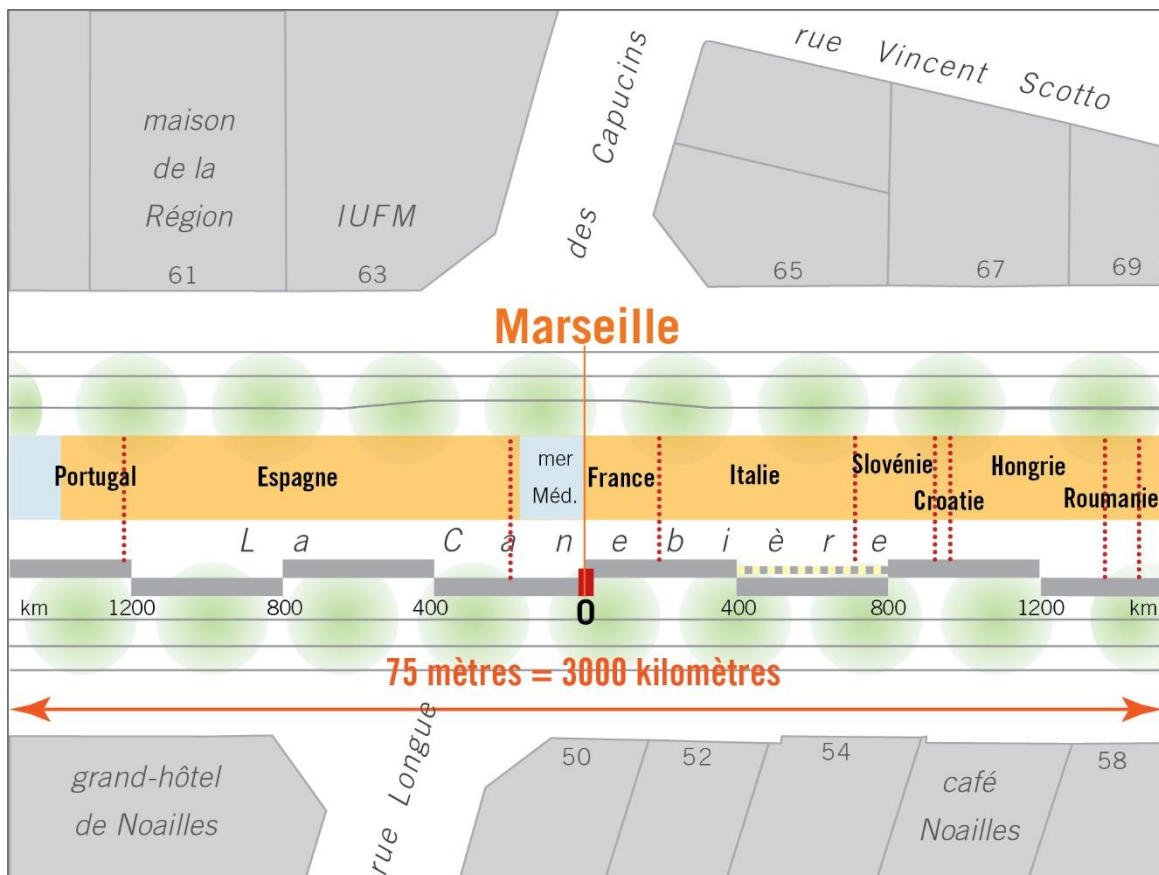 rue Vincent Scotto
des Capucins
maison
de la
Région
61
IUFM
63
65
67
69
Marseille
Portugal
Espagne
mer
Méd.
France
Italie
Slovénie
Croatie
Hongrie
Roumanie
La Canebière
km 1200 800 400 0 400 800 1200 km
75 mètres = 3000 kilomètres
rue Longue
grand-hôtel
de Noailles
50
52
54
café
Noailles
58